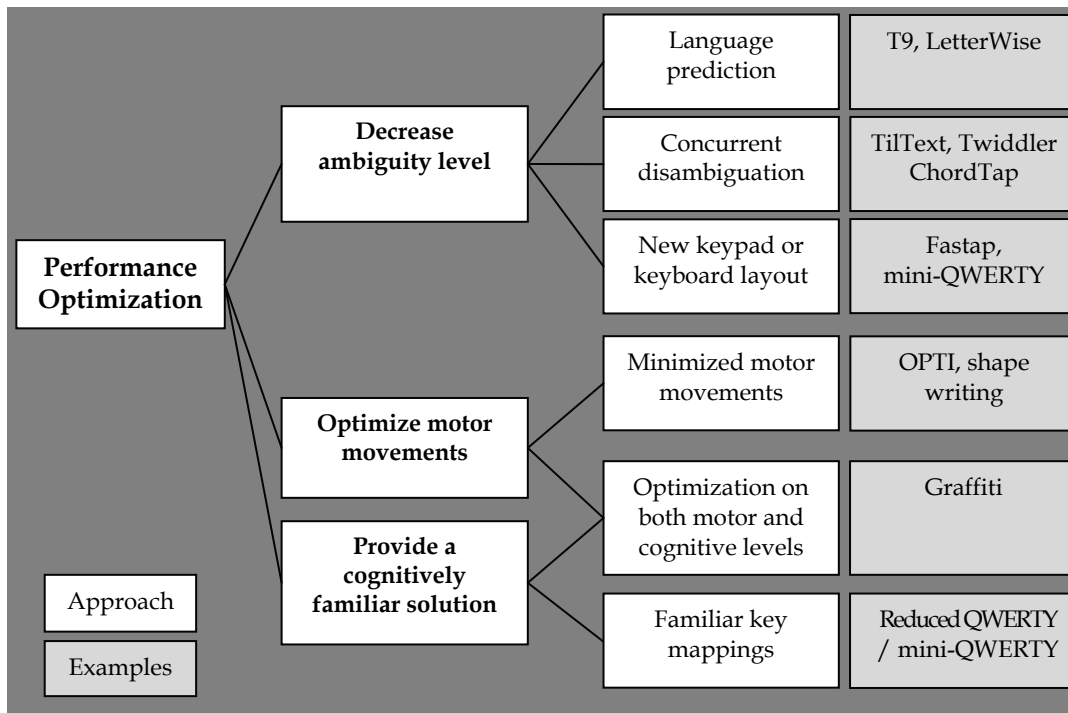 Language
prediction
T9, LetterWise
Decrease
ambiguity level
Concurrent
disambiguation
TilText, Twiddler
ChordTap
New keypad or
keyboard layout
Fastap,
mini-QWERTY
Performance
Optimization
Minimized motor
movements
OPTI, shape
writing
Optimize motor
movements
Optimization on
both motor and
cognitive levels
Graffiti
Provide a
cognitively
familiar solution
Familiar key
mappings
Reduced QWERTY
/ mini-QWERTY
Approach
Examples